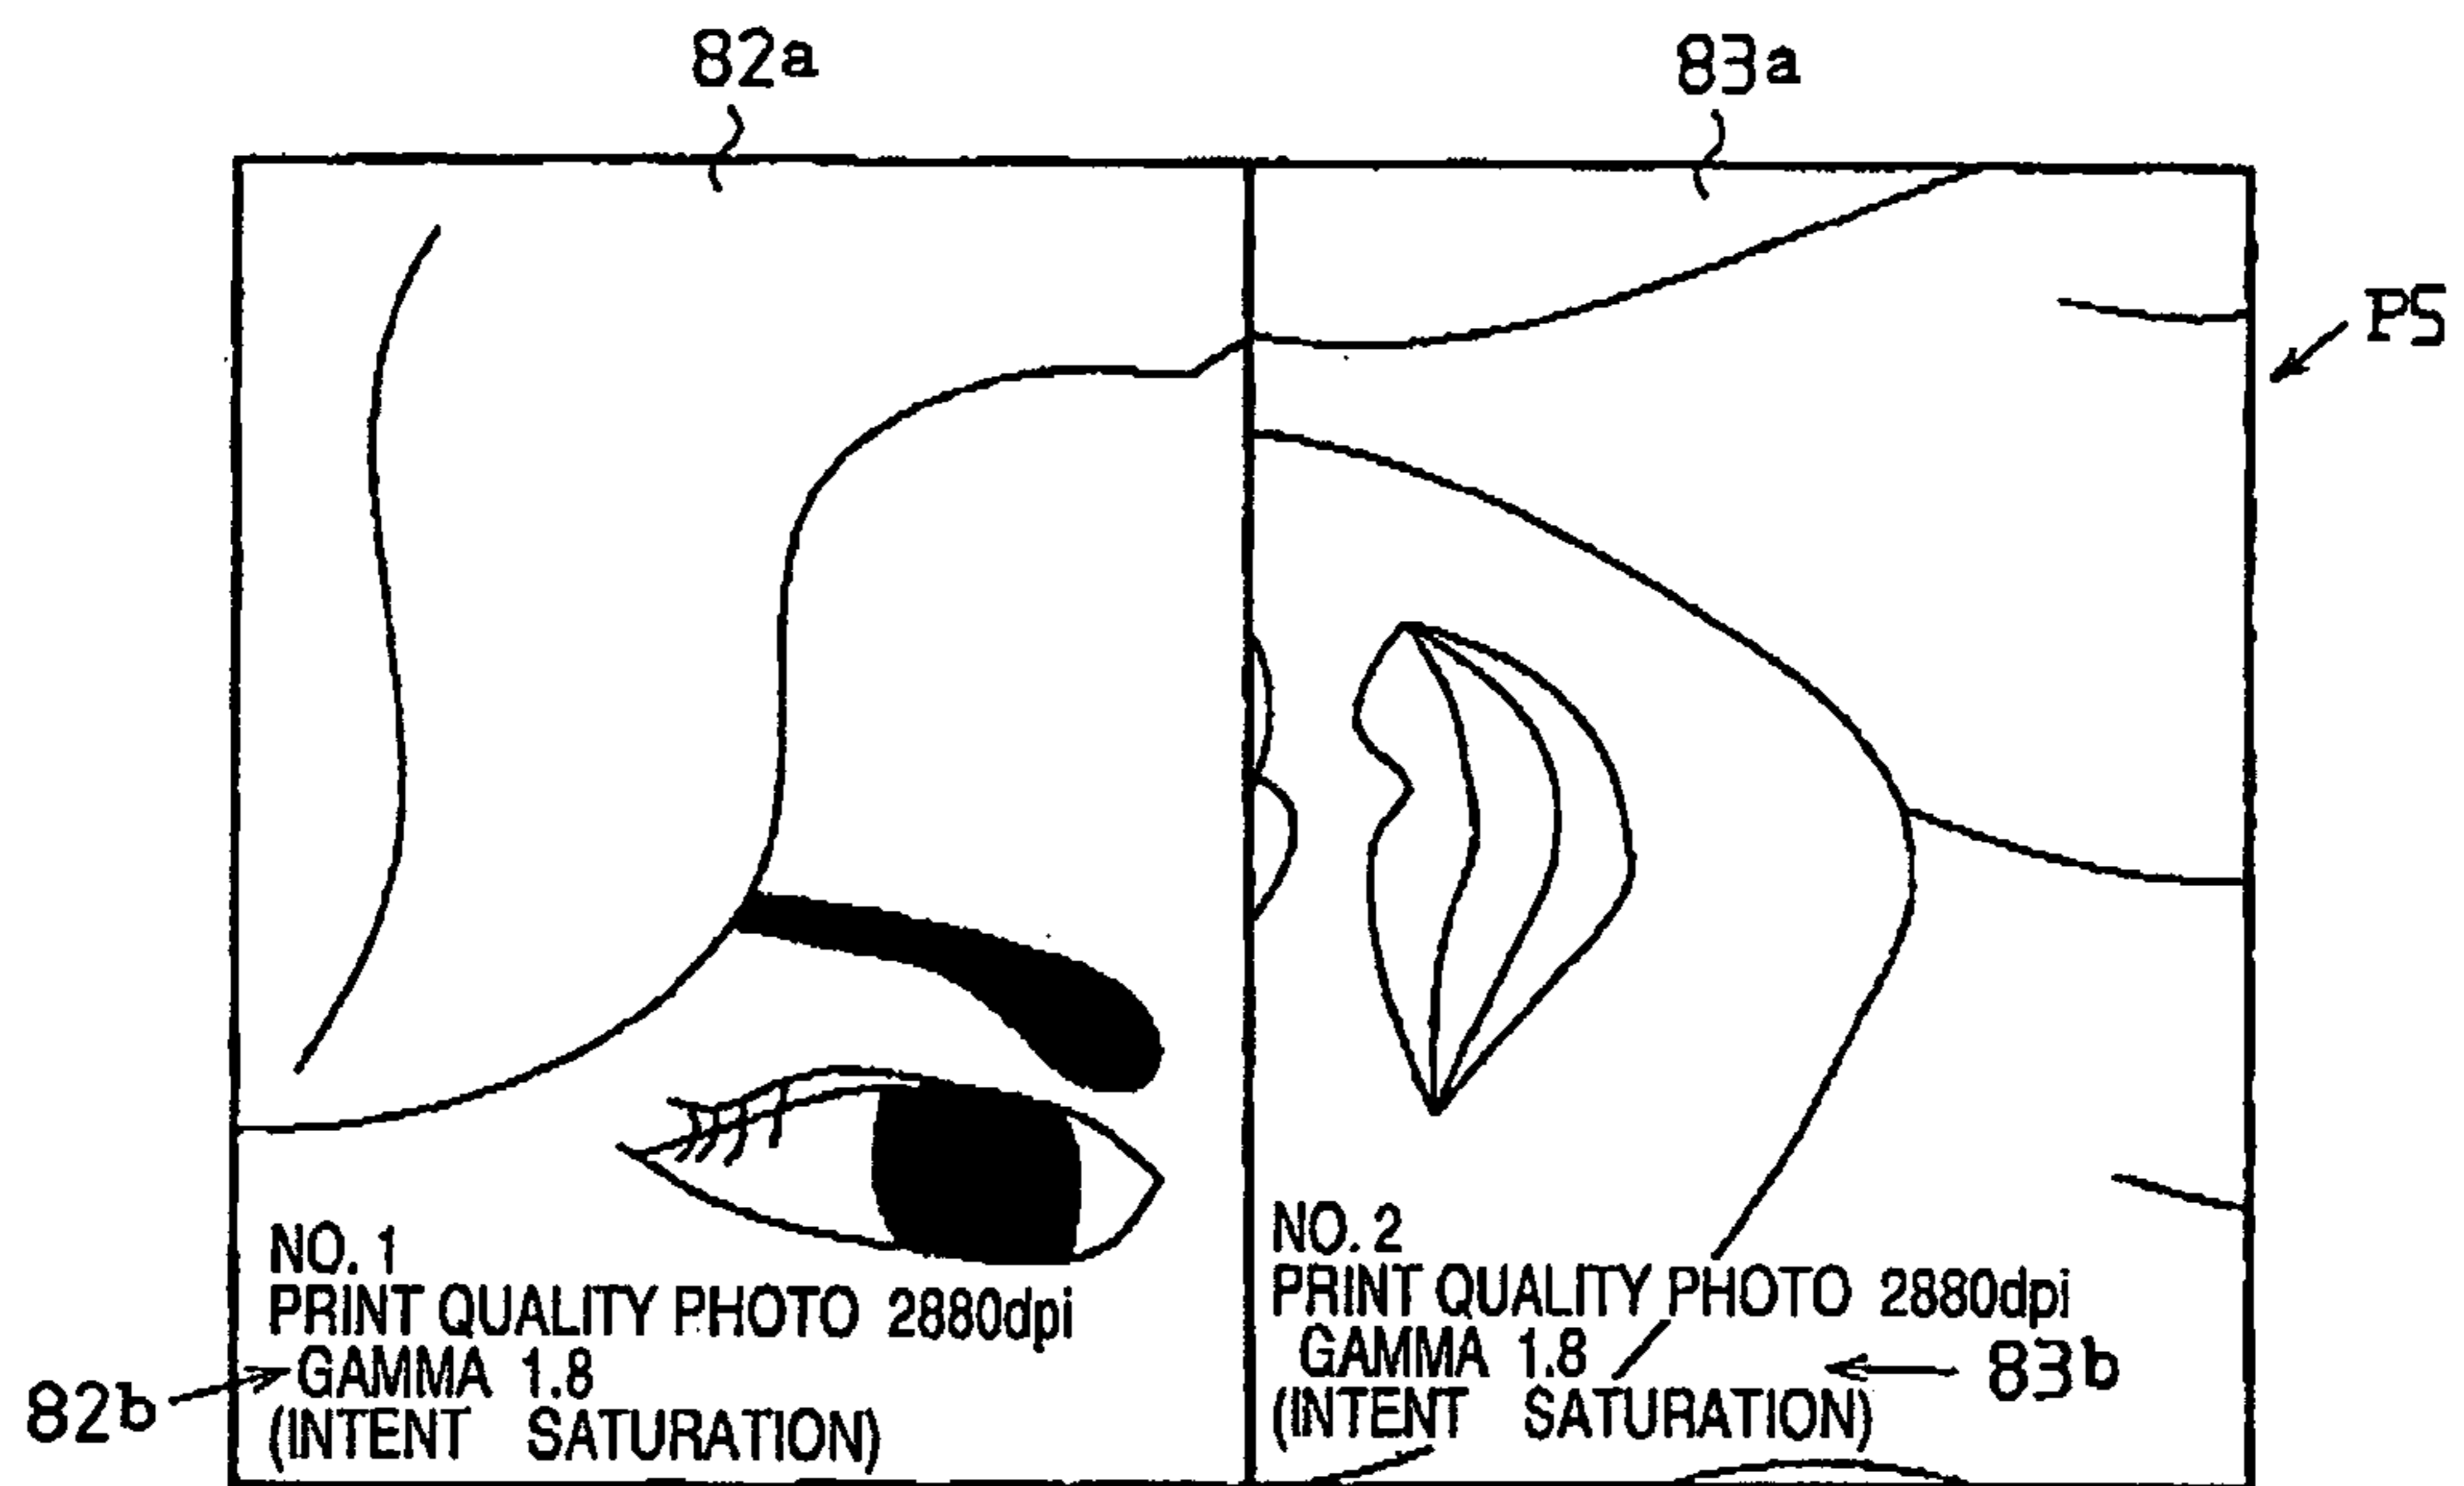 82a
83a
PS
NO. 1
PRINT QUALITY PHOTO 2880dpi
GAMMA 1.8
(INTENT SATURATION)
82b
NO. 2
PRINT QUALITY PHOTO 2880dpi
GAMMA 1.8
(INTENT SATURATION)
83b